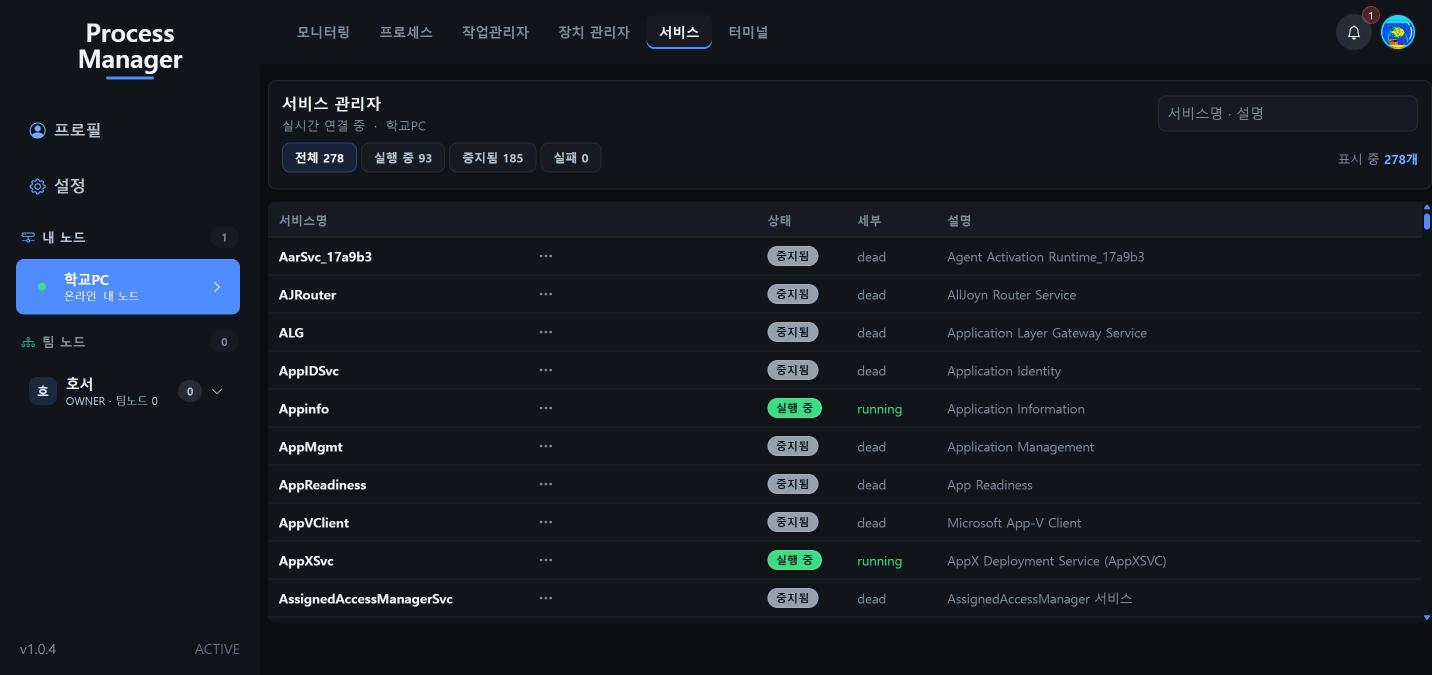 Process
Manager
모니터링 프로세스 작업관리자 장치 관리자 서비스 터미널
1
프로필
설정
내 노드 1
학교PC
온라인 내 노드
팀 노드 0
호 호서 0
OWNER · 팀노드 0
v1.0.4 ACTIVE
서비스 관리자
실시간 연결 중 · 학교PC
서비스명 · 설명
전체 278 실행 중 93 중지됨 185 실패 0
표시 중 278개
서비스명 상태 세부 설명
AarSvc_17a9b3 ··· 중지됨 dead Agent Activation Runtime_17a9b3
AJRouter ··· 중지됨 dead AllJoyn Router Service
ALG ··· 중지됨 dead Application Layer Gateway Service
AppIDSvc ··· 중지됨 dead Application Identity
Appinfo ··· 실행 중 running Application Information
AppMgmt ··· 중지됨 dead Application Management
AppReadiness ··· 중지됨 dead App Readiness
AppVClient ··· 중지됨 dead Microsoft App-V Client
AppXSvc ··· 실행 중 running AppX Deployment Service (AppXSVC)
AssignedAccessManagerSvc ··· 중지됨 dead AssignedAccessManager 서비스